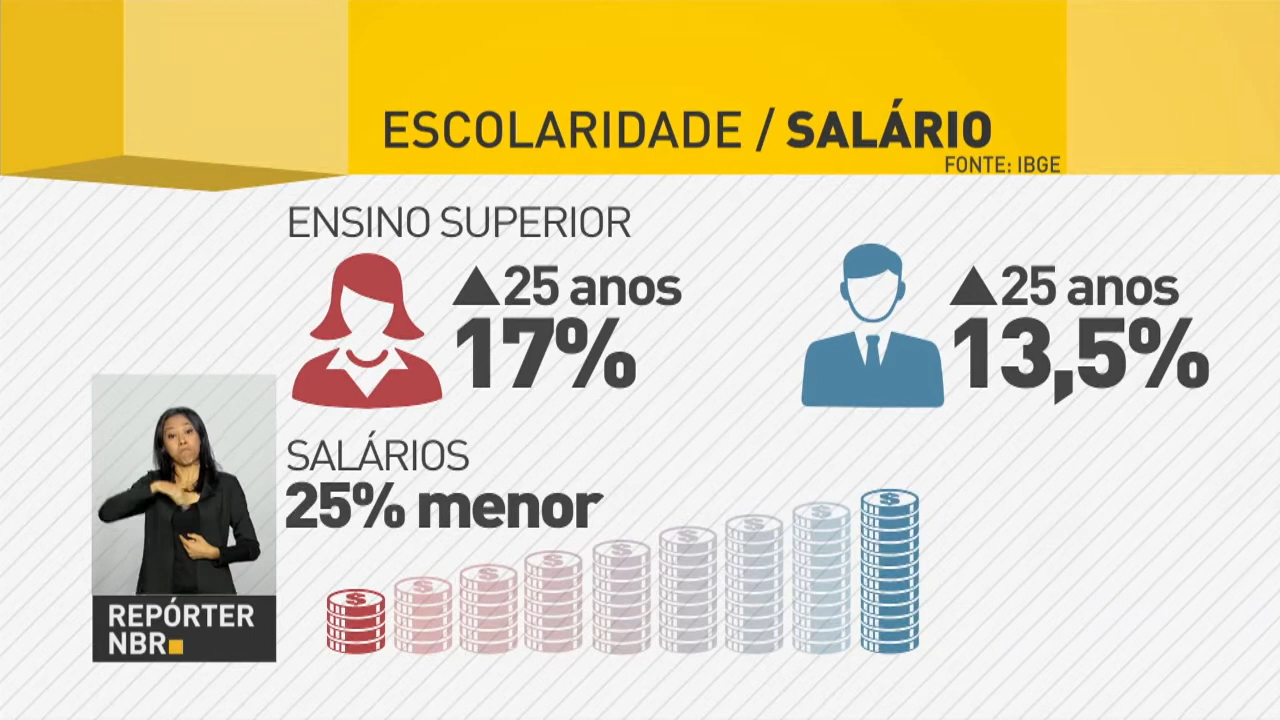 ESCOLARIDADE / SALÁRIO
FONTE: IBGE
ENSINO SUPERIOR
▲25 anos
17%
▲25 anos
13,5%
SALÁRIOS
25% menor
$ $ $ $ $ $ $ $ $
REPÓRTER
NBR